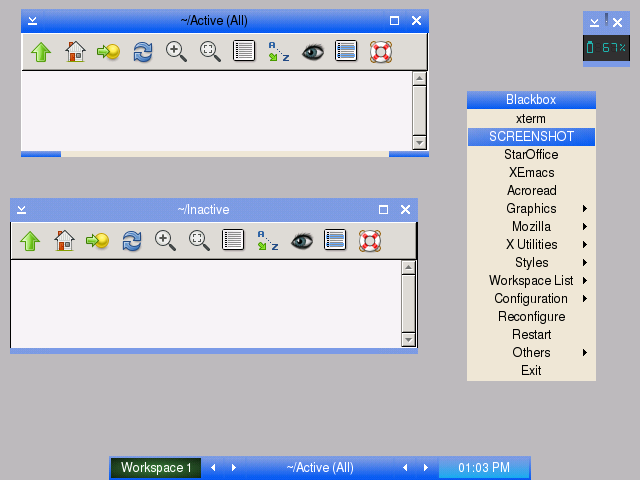 ~/Active (All)
67%
Blackbox
xterm
SCREENSHOT
StarOffice
XEmacs
Acroread
Graphics
Mozilla
X Utilities
Styles
Workspace List
Configuration
Reconfigure
Restart
Others
Exit
A
Z
~/Inactive
A
Z
Workspace 1
~/Active (All)
01:03 PM